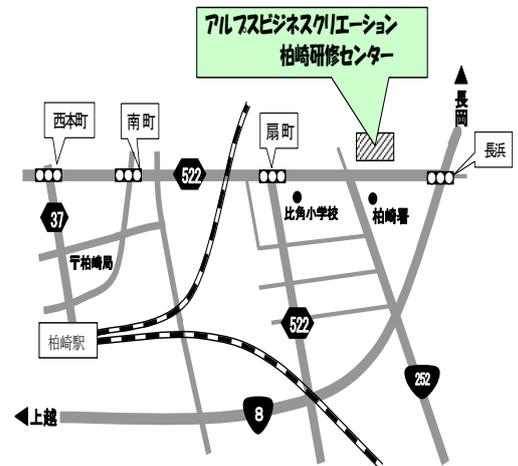 アルプスビジネスクリエーション
柏崎研修センター
長岡
西本町
南町
扇町
長浜
522
37
比角小学校
柏崎署
〒柏崎局
522
柏崎駅
252
8
上越